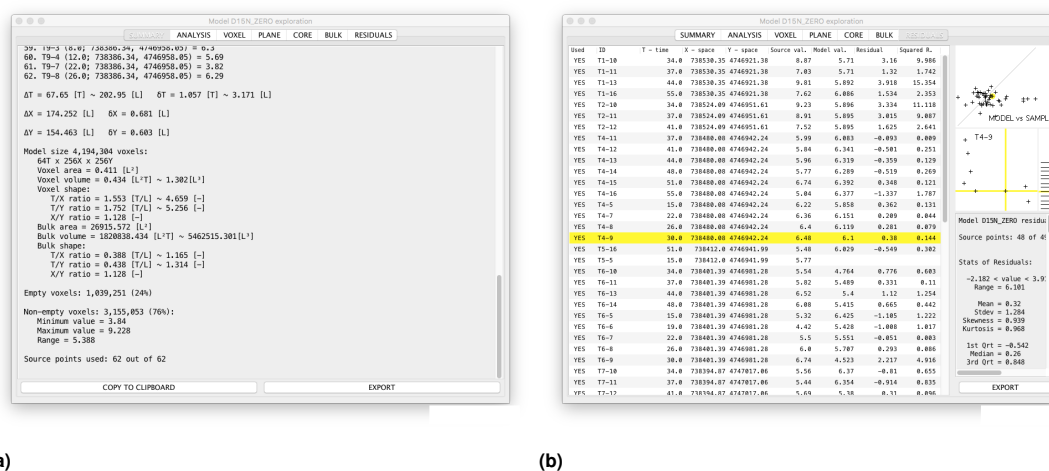 Model D15N_ZERO exploration
SUMMARY ANALYSIS VOXEL PLANE CORE BULK RESIDUALS
59. T9-3 (8.0; 738386.34, 4746958.05) = 6.3
60. T9-4 (12.0; 738386.34, 4746958.05) = 5.69
61. T9-7 (22.0; 738386.34, 4746958.05) = 3.82
62. T9-8 (26.0; 738386.34, 4746958.05) = 6.29
ΔT = 67.65 [T] ~ 202.95 [L] δT = 1.057 [T] ~ 3.171 [L]
ΔX = 174.252 [L] δX = 0.681 [L]
ΔY = 154.463 [L] δY = 0.603 [L]
Model size 4,194,304 voxels:
64T x 256X x 256Y
Voxel area = 0.411 [L²]
Voxel volume = 0.434 [L²T] ~ 1.302[L³]
Voxel shape:
T/X ratio = 1.553 [T/L] ~ 4.659 [-]
T/Y ratio = 1.752 [T/L] ~ 5.256 [-]
X/Y ratio = 1.128 [-]
Bulk area = 26915.572 [L²]
Bulk volume = 1820838.434 [L²T] ~ 5462515.301[L³]
Bulk shape:
T/X ratio = 0.388 [T/L] ~ 1.165 [-]
T/Y ratio = 0.438 [T/L] ~ 1.314 [-]
X/Y ratio = 1.128 [-]
Empty voxels: 1,039,251 (24%)
Non-empty voxels: 3,155,053 (76%):
Minimum value = 3.84
Maximum value = 9.228
Range = 5.388
Source points used: 62 out of 62
COPY TO CLIPBOARD EXPORT
a)
Model D15N_ZERO exploration
SUMMARY ANALYSIS VOXEL PLANE CORE BULK RESIDUALS
Used ID T - time X - space Y - space Source val. Model val. Residual Squared R.
YES T1-10 34.0 738530.35 4746921.38 8.87 5.71 3.16 9.986
YES T1-11 37.0 738530.35 4746921.38 7.03 5.71 1.32 1.742
YES T1-13 44.0 738530.35 4746921.38 9.81 5.892 3.918 15.354
YES T1-16 55.0 738530.35 4746921.38 7.62 6.086 1.534 2.353
YES T2-10 34.0 738524.09 4746951.61 9.23 5.896 3.334 11.118
YES T2-11 37.0 738524.09 4746951.61 8.91 5.895 3.015 9.087
YES T2-12 41.0 738524.09 4746951.61 7.52 5.895 1.625 2.641
YES T4-11 37.0 738480.08 4746942.24 5.99 6.083 -0.093 0.009
YES T4-12 41.0 738480.08 4746942.24 5.84 6.341 -0.501 0.251
YES T4-13 44.0 738480.08 4746942.24 5.96 6.319 -0.359 0.129
YES T4-14 48.0 738480.08 4746942.24 5.77 6.289 -0.519 0.269
YES T4-15 51.0 738480.08 4746942.24 6.74 6.392 0.348 0.121
YES T4-16 55.0 738480.08 4746942.24 5.04 6.377 -1.337 1.787
YES T4-5 15.0 738480.08 4746942.24 6.22 5.858 0.362 0.131
YES T4-7 22.0 738480.08 4746942.24 6.36 6.151 0.209 0.044
YES T4-8 26.0 738480.08 4746942.24 6.4 6.119 0.281 0.079
YES T4-9 30.0 738480.08 4746942.24 6.48 6.1 0.38 0.144
YES T5-16 51.0 738412.0 4746941.99 5.48 6.029 -0.549 0.302
YES T5-5 15.0 738412.0 4746941.99 5.77
YES T6-10 34.0 738401.39 4746981.28 5.54 4.764 0.776 0.603
YES T6-11 37.0 738401.39 4746981.28 5.82 5.489 0.331 0.11
YES T6-13 44.0 738401.39 4746981.28 6.52 5.4 1.12 1.254
YES T6-14 48.0 738401.39 4746981.28 6.08 5.415 0.665 0.442
YES T6-5 15.0 738401.39 4746981.28 5.32 6.425 -1.105 1.222
YES T6-6 19.0 738401.39 4746981.28 4.42 5.428 -1.008 1.017
YES T6-7 22.0 738401.39 4746981.28 5.5 5.551 -0.051 0.003
YES T6-8 26.0 738401.39 4746981.28 6.0 5.707 0.293 0.086
YES T6-9 30.0 738401.39 4746981.28 6.74 4.523 2.217 4.916
YES T7-10 34.0 738394.87 4747017.06 5.56 6.37 -0.81 0.655
YES T7-11 37.0 738394.87 4747017.06 5.44 6.354 -0.914 0.835
YES T7-12 41.0 738394.87 4747017.06 5.69 5.38 0.31 0.096
MODEL vs SAMPL
T4-9
Model D15N_ZERO residua
Source points: 48 of 49
Stats of Residuals:
-2.182 < value < 3.91
Range = 6.101
Mean = 0.32
Stdev = 1.284
Skewness = 0.939
Kurtosis = 0.968
1st Qrt = -0.542
Median = 0.26
3rd Qrt = 0.848
EXPORT
(b)